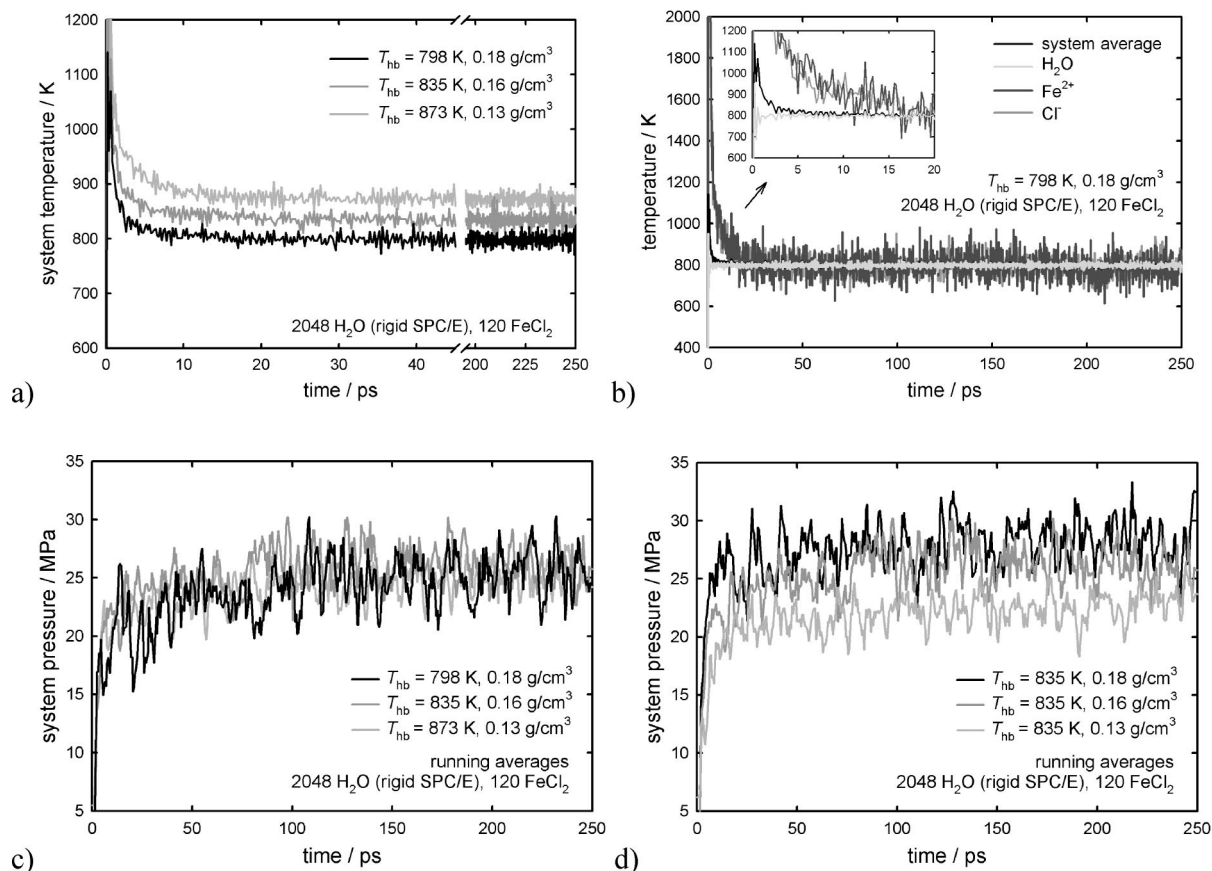 system temperature / K
1200
1100
1000
900
800
700
600
T_hb = 798 K, 0.18 g/cm³
T_hb = 835 K, 0.16 g/cm³
T_hb = 873 K, 0.13 g/cm³
2048 H₂O (rigid SPC/E), 120 FeCl₂
0 10 20 30 40 200 225 250
time / ps
a)
temperature / K
2000
1800
1600
1400
1200
1000
800
600
400
1100
1000
900
800
700
600
0 5 10 15 20
system average
H₂O
Fe²⁺
Cl⁻
T_hb = 798 K, 0.18 g/cm³
2048 H₂O (rigid SPC/E), 120 FeCl₂
0 50 100 150 200 250
time / ps
b)
system pressure / MPa
35
30
25
20
15
10
5
T_hb = 798 K, 0.18 g/cm³
T_hb = 835 K, 0.16 g/cm³
T_hb = 873 K, 0.13 g/cm³
running averages
2048 H₂O (rigid SPC/E), 120 FeCl₂
0 50 100 150 200 250
time / ps
c)
system pressure / MPa
35
30
25
20
15
10
5
T_hb = 835 K, 0.18 g/cm³
T_hb = 835 K, 0.16 g/cm³
T_hb = 835 K, 0.13 g/cm³
running averages
2048 H₂O (rigid SPC/E), 120 FeCl₂
0 50 100 150 200 250
time / ps
d)